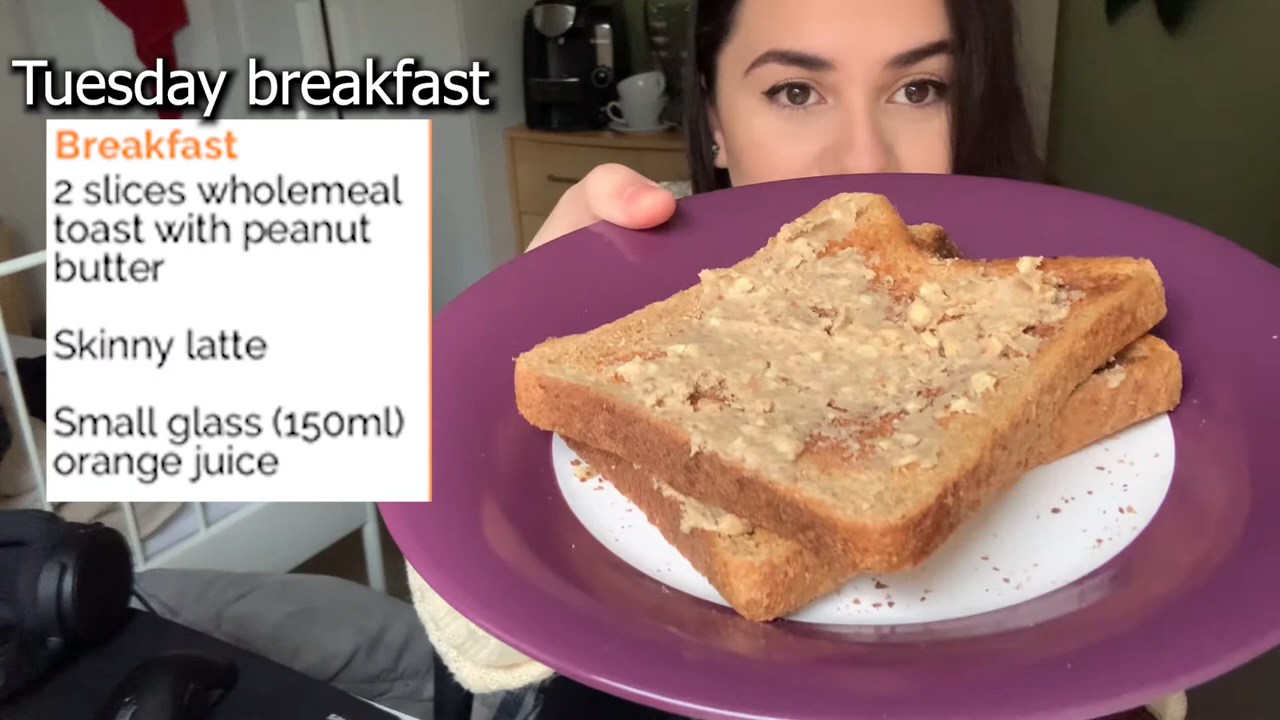 Tuesday breakfast
Breakfast
2 slices wholemeal
toast with peanut
butter
Skinny latte
Small glass (150ml)
orange juice